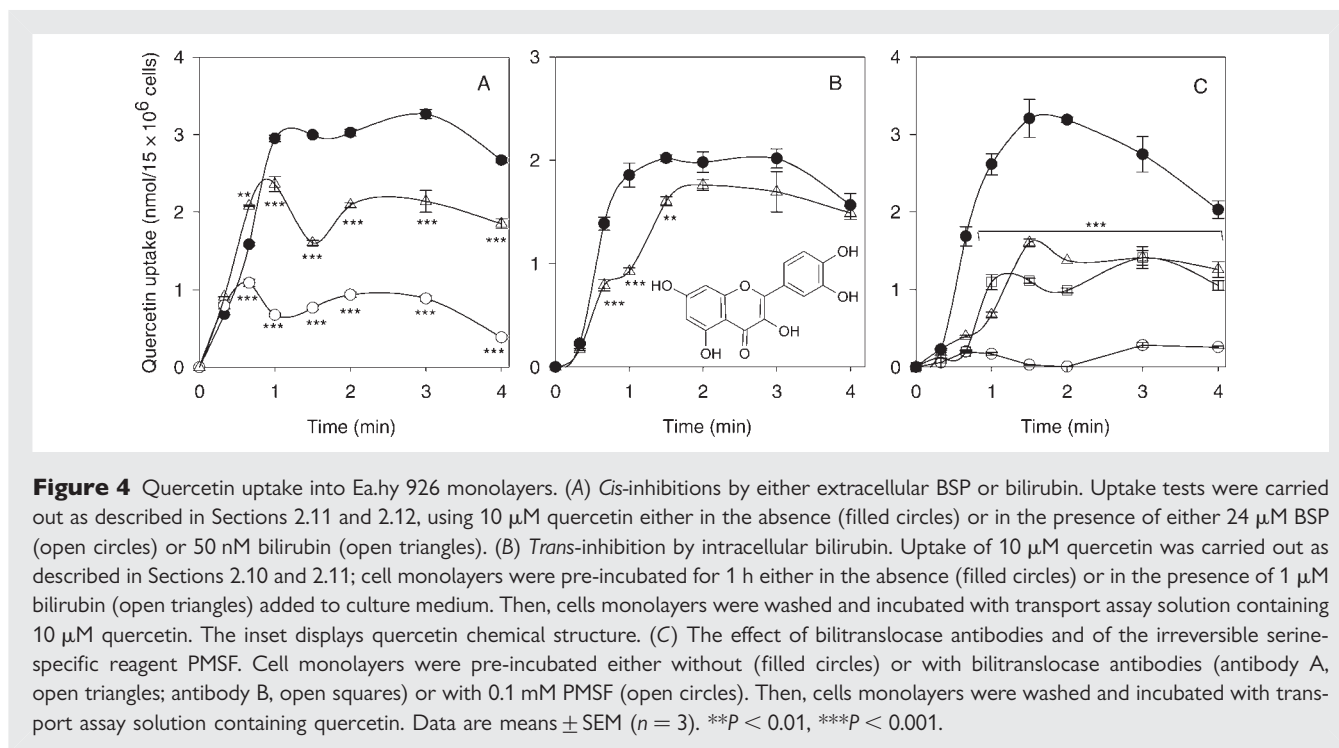 Quercetin uptake (nmol/15 × 10⁶ cells)
4
3
2
1
0
A
**
***
***
***
***
***
***
***
***
***
***
***
***
0 1 2 3 4
Time (min)
3
2
1
0
B
***
***
**
HO
O
OH
OH
OH
OH
O
0 1 2 3 4
Time (min)
4
3
2
1
0
C
***
0 1 2 3 4
Time (min)
Figure 4 Quercetin uptake into Ea.hy 926 monolayers. (A) Cis-inhibitions by either extracellular BSP or bilirubin. Uptake tests were carried
out as described in Sections 2.11 and 2.12, using 10 μM quercetin either in the absence (filled circles) or in the presence of either 24 μM BSP
(open circles) or 50 nM bilirubin (open triangles). (B) Trans-inhibition by intracellular bilirubin. Uptake of 10 μM quercetin was carried out as
described in Sections 2.10 and 2.11; cell monolayers were pre-incubated for 1 h either in the absence (filled circles) or in the presence of 1 μM
bilirubin (open triangles) added to culture medium. Then, cells monolayers were washed and incubated with transport assay solution containing
10 μM quercetin. The inset displays quercetin chemical structure. (C) The effect of bilitranslocase antibodies and of the irreversible serine-
specific reagent PMSF. Cell monolayers were pre-incubated either without (filled circles) or with bilitranslocase antibodies (antibody A,
open triangles; antibody B, open squares) or with 0.1 mM PMSF (open circles). Then, cells monolayers were washed and incubated with trans-
port assay solution containing quercetin. Data are means ± SEM (n = 3). **P < 0.01, ***P < 0.001.